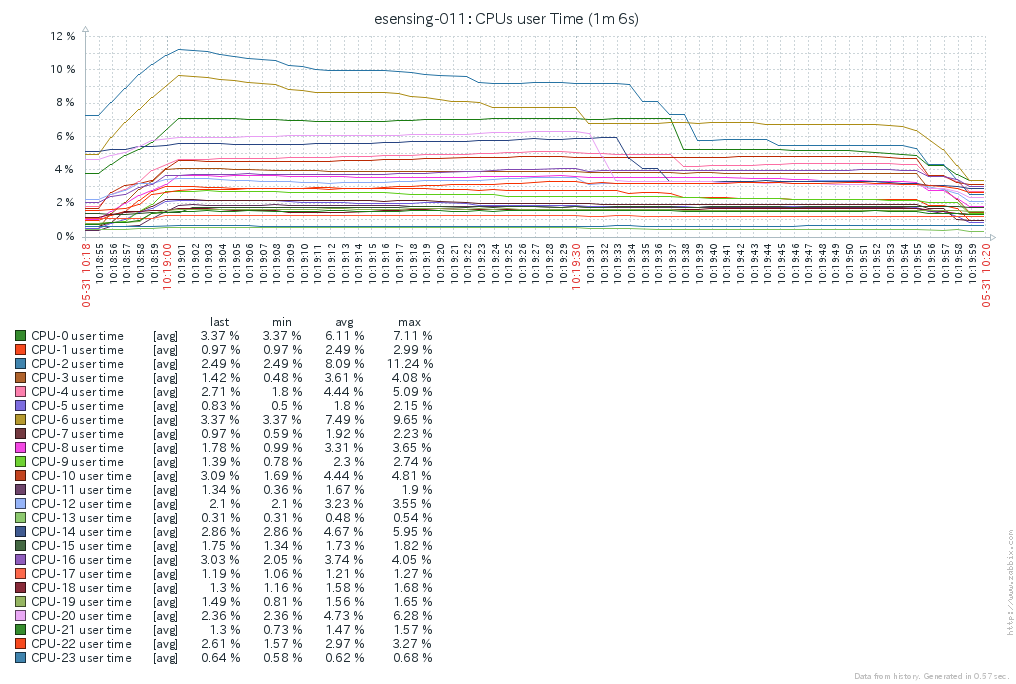 esensing-011: CPUs user Time (1m 6s)
12 %
10 %
8 %
6 %
4 %
2 %
0 %
05-31 10:18
10:18:55
10:18:56
10:18:57
10:18:58
10:18:59
10:19:00
10:19:01
10:19:02
10:19:03
10:19:04
10:19:05
10:19:06
10:19:07
10:19:08
10:19:09
10:19:10
10:19:11
10:19:12
10:19:13
10:19:14
10:19:15
10:19:16
10:19:17
10:19:18
10:19:19
10:19:20
10:19:21
10:19:22
10:19:23
10:19:24
10:19:25
10:19:26
10:19:27
10:19:28
10:19:29
10:19:30
10:19:31
10:19:32
10:19:33
10:19:34
10:19:35
10:19:36
10:19:37
10:19:38
10:19:39
10:19:40
10:19:41
10:19:42
10:19:43
10:19:44
10:19:45
10:19:46
10:19:47
10:19:48
10:19:49
10:19:50
10:19:51
10:19:52
10:19:53
10:19:54
10:19:55
10:19:56
10:19:57
10:19:58
10:19:59
05-31 10:20
last min avg max
CPU-0 user time [avg] 3.37 % 3.37 % 6.11 % 7.11 %
CPU-1 user time [avg] 0.97 % 0.97 % 2.49 % 2.99 %
CPU-2 user time [avg] 2.49 % 2.49 % 8.09 % 11.24 %
CPU-3 user time [avg] 1.42 % 0.48 % 3.61 % 4.08 %
CPU-4 user time [avg] 2.71 % 1.8 % 4.44 % 5.09 %
CPU-5 user time [avg] 0.83 % 0.5 % 1.8 % 2.15 %
CPU-6 user time [avg] 3.37 % 3.37 % 7.49 % 9.65 %
CPU-7 user time [avg] 0.97 % 0.59 % 1.92 % 2.23 %
CPU-8 user time [avg] 1.78 % 0.99 % 3.31 % 3.65 %
CPU-9 user time [avg] 1.39 % 0.78 % 2.3 % 2.74 %
CPU-10 user time [avg] 3.09 % 1.69 % 4.44 % 4.81 %
CPU-11 user time [avg] 1.34 % 0.36 % 1.67 % 1.9 %
CPU-12 user time [avg] 2.1 % 2.1 % 3.23 % 3.55 %
CPU-13 user time [avg] 0.31 % 0.31 % 0.48 % 0.54 %
CPU-14 user time [avg] 2.86 % 2.86 % 4.67 % 5.95 %
CPU-15 user time [avg] 1.75 % 1.34 % 1.73 % 1.82 %
CPU-16 user time [avg] 3.03 % 2.05 % 3.74 % 4.05 %
CPU-17 user time [avg] 1.19 % 1.06 % 1.21 % 1.27 %
CPU-18 user time [avg] 1.3 % 1.16 % 1.58 % 1.68 %
CPU-19 user time [avg] 1.49 % 0.81 % 1.56 % 1.65 %
CPU-20 user time [avg] 2.36 % 2.36 % 4.73 % 6.28 %
CPU-21 user time [avg] 1.3 % 0.73 % 1.47 % 1.57 %
CPU-22 user time [avg] 2.61 % 1.57 % 2.97 % 3.27 %
CPU-23 user time [avg] 0.64 % 0.58 % 0.62 % 0.68 %
http://www.zabbix.com
Data from history. Generated in 0.57 sec.